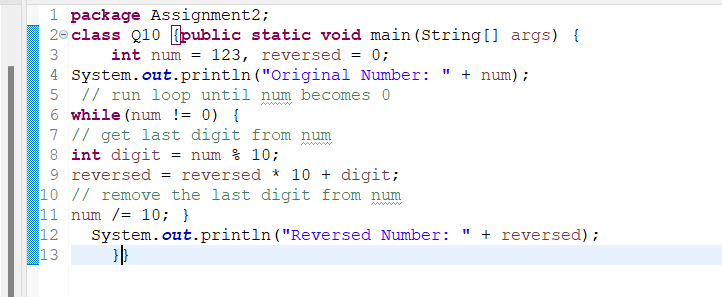 1 package Assignment2;
2 class Q10 {public static void main(String[] args) {
3     int num = 123, reversed = 0;
4 System.out.println("Original Number: " + num);
5  // run loop until num becomes 0
6 while(num != 0) {
7 // get last digit from num
8 int digit = num % 10;
9 reversed = reversed * 10 + digit;
10 // remove the last digit from num
11 num /= 10; }
12   System.out.println("Reversed Number: " + reversed);
13     }}